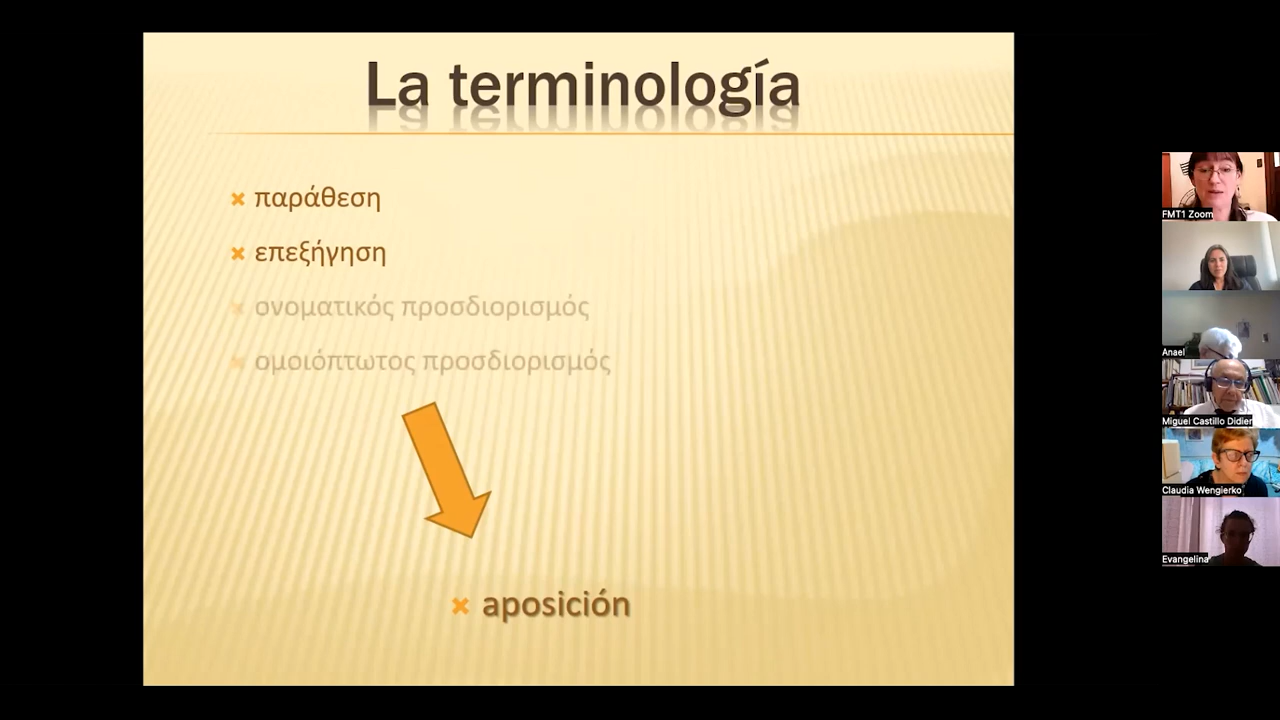 La terminología
παράθεση
επεξήγηση
ονοματικός προσδιορισμός
ομοιόπτωτος προσδιορισμός
aposición
FMT1 Zoom
Anael
Miguel Castillo Didier
Claudia Wengierko
Evangelina